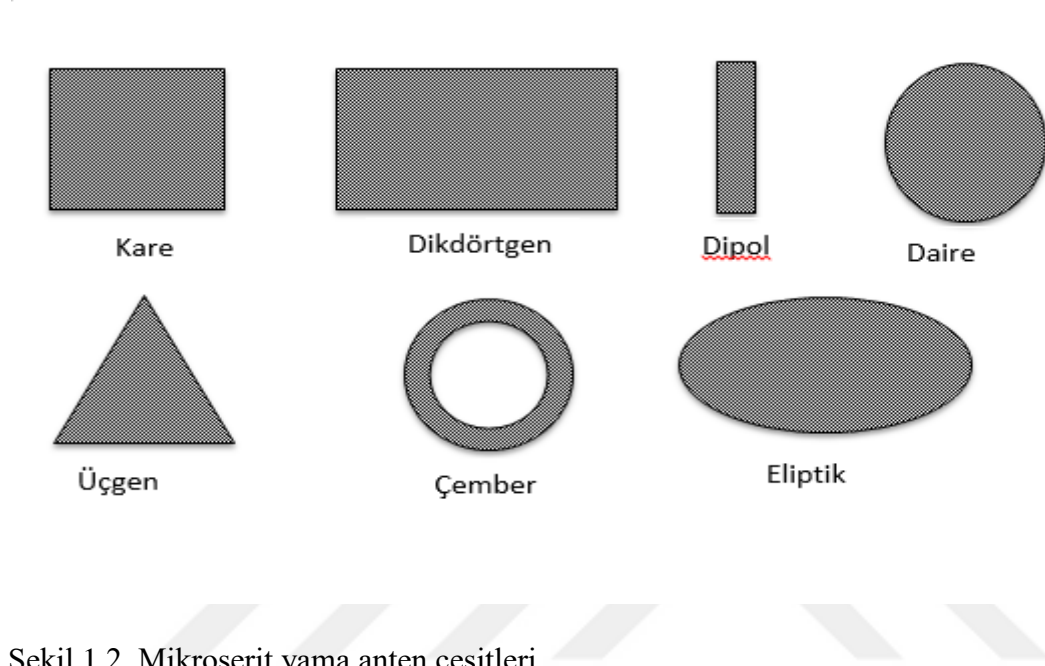 Kare Dikdörtgen Dipol Daire
Üçgen Çember Eliptik
Şekil 1.2. Mikroşerit yama anten çeşitleri